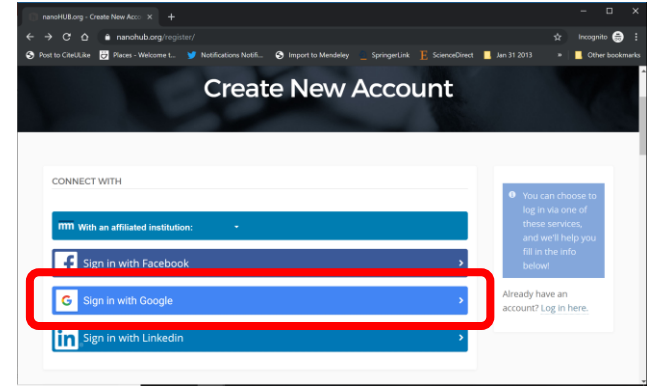 nanoHUB.org - Create New Acco
nanohub.org/register/
Incognito
Post to CiteULike
Places - Welcome t...
Notifications Notifi...
Import to Mendeley
SpringerLink
E ScienceDirect
Jan 31 2013
»
Other bookmarks
Create New Account
CONNECT WITH
With an affiliated institution:
f Sign in with Facebook
G Sign in with Google
in Sign in with Linkedin
You can choose to
log in via one of
these services,
and we'll help you
fill in the info
below!
Already have an
account? Log in here.